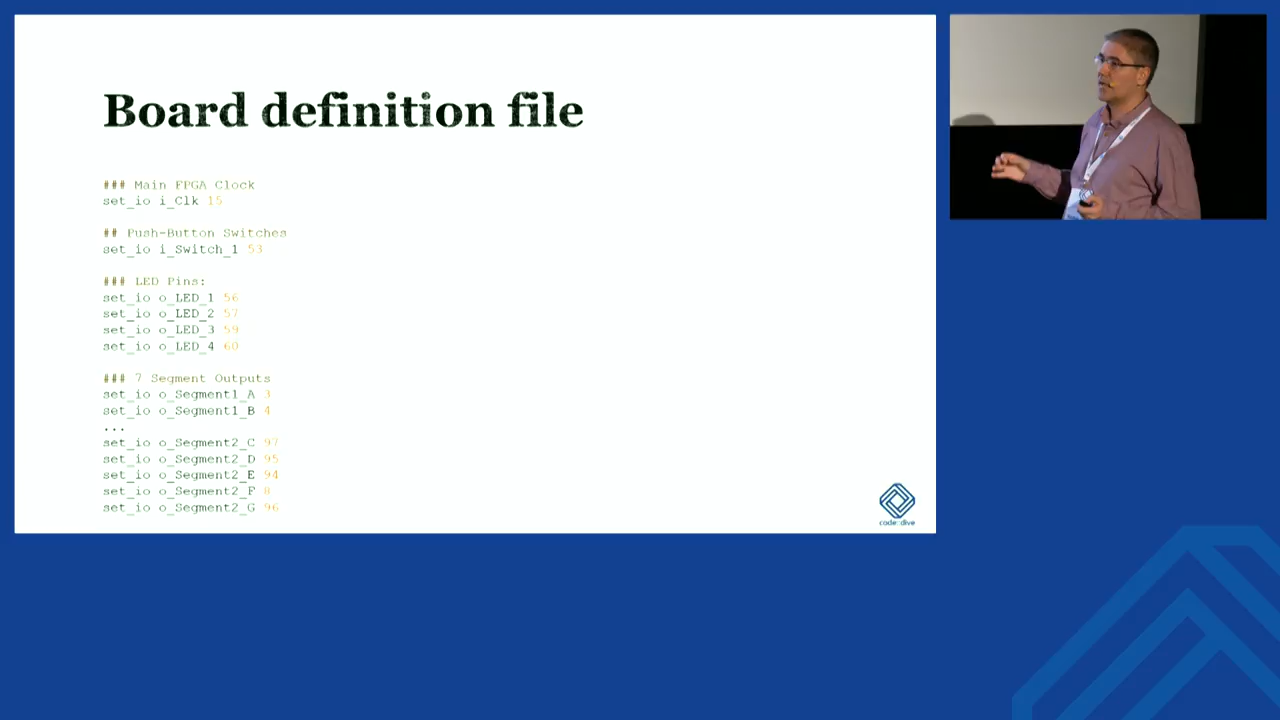 Board definition file
### Main FPGA Clock
set_io i_Clk 15
## Push-Button Switches
set_io i_Switch_1 53
### LED Pins:
set_io o_LED_1 56
set_io o_LED_2 57
set_io o_LED_3 59
set_io o_LED_4 60
### 7 Segment Outputs
set_io o_Segment1_A 3
set_io o_Segment1_B 4
...
set_io o_Segment2_C 97
set_io o_Segment2_D 95
set_io o_Segment2_E 94
set_io o_Segment2_F 8
set_io o_Segment2_G 96
code::dive